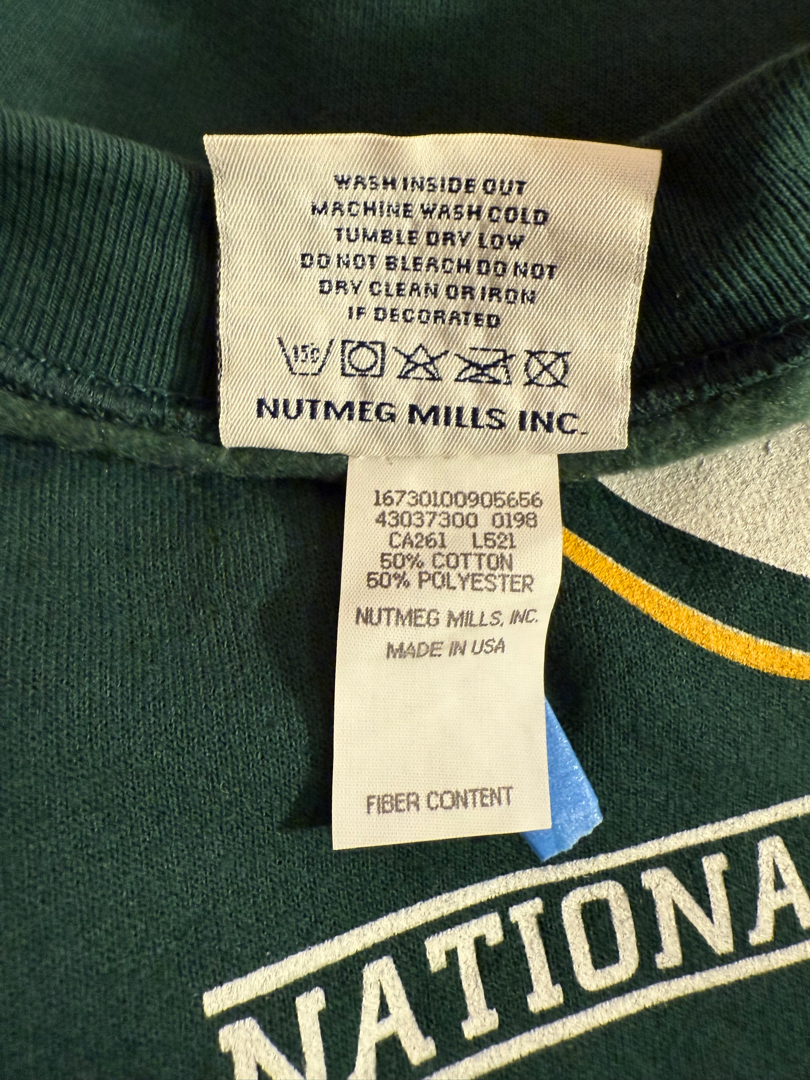 WASH INSIDE OUT
MACHINE WASH COLD
TUMBLE DRY LOW
DO NOT BLEACH DO NOT
DRY CLEAN OR IRON
IF DECORATED
NUTMEG MILLS INC.
16730100905656
43037300 0198
CA261 L521
50% COTTON
50% POLYESTER
NUTMEG MILLS, INC.
MADE IN USA
FIBER CONTENT
NATIONA